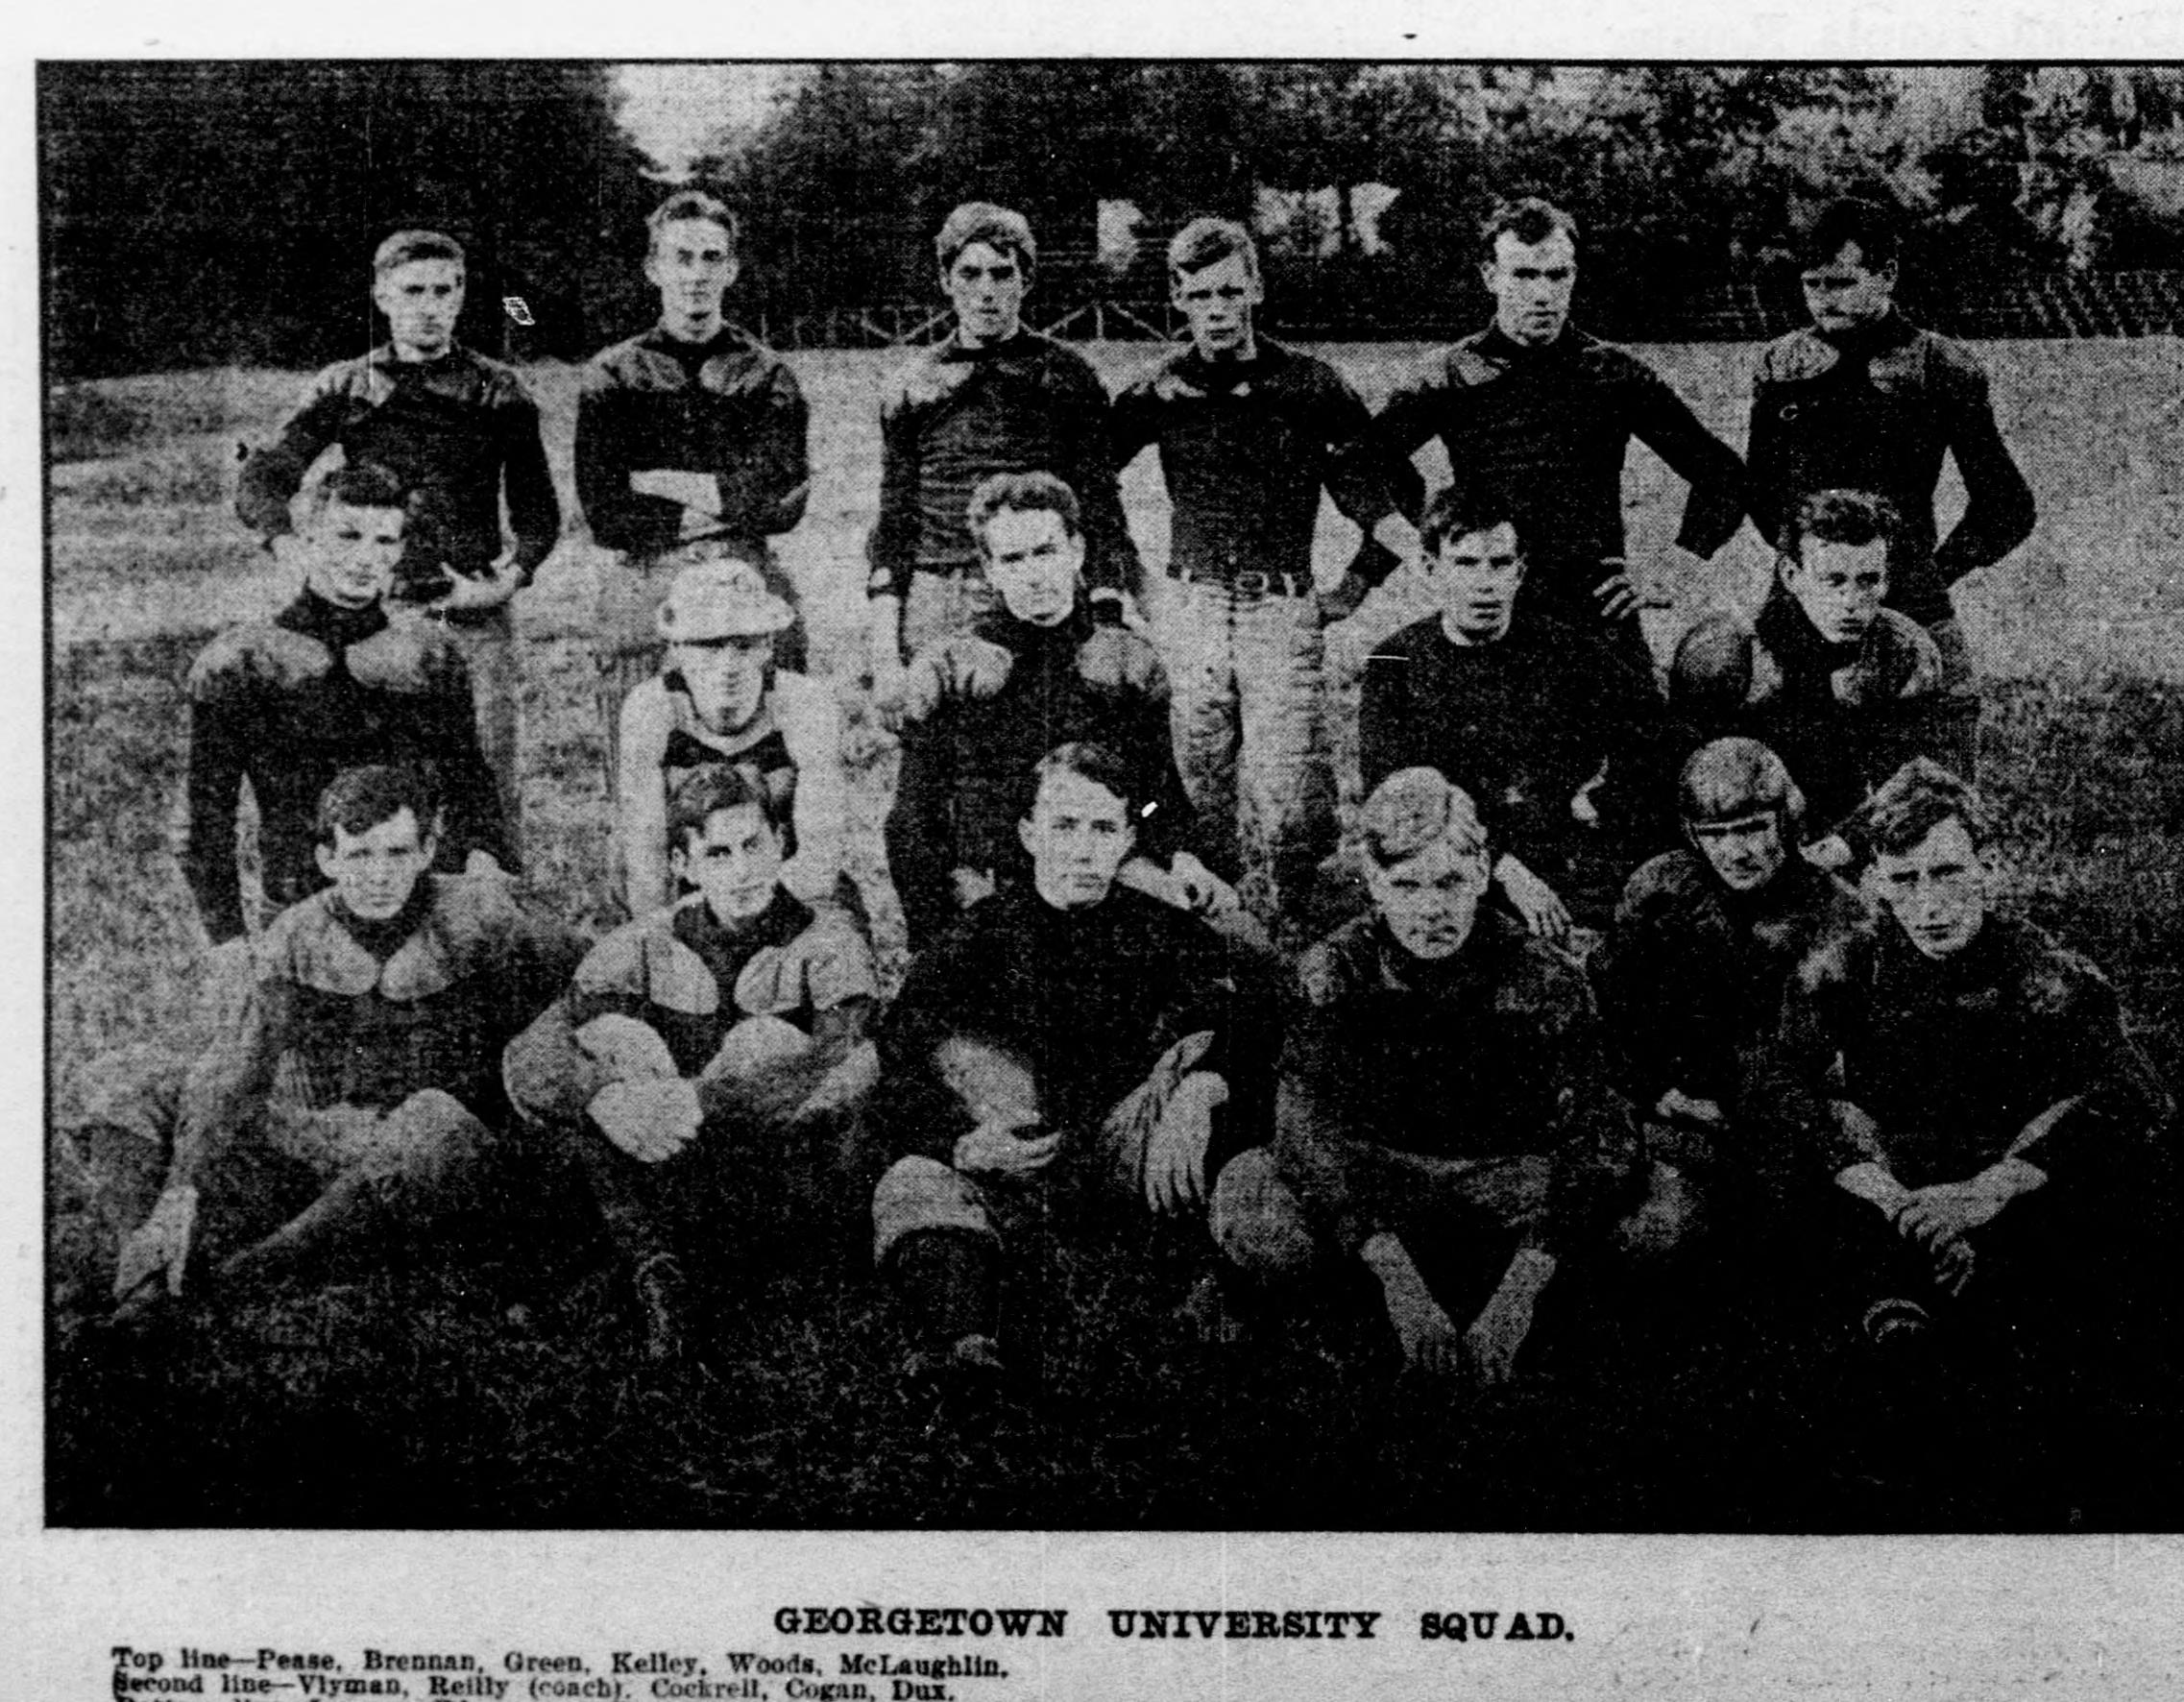 GEORGETOWN UNIVERSITY SQUAD.
Top line—Pease, Brennan, Green, Kelley, Woods, McLaughlin.
Second line—Vlyman, Reilly (coach), Cockrell, Cogan, Dux.